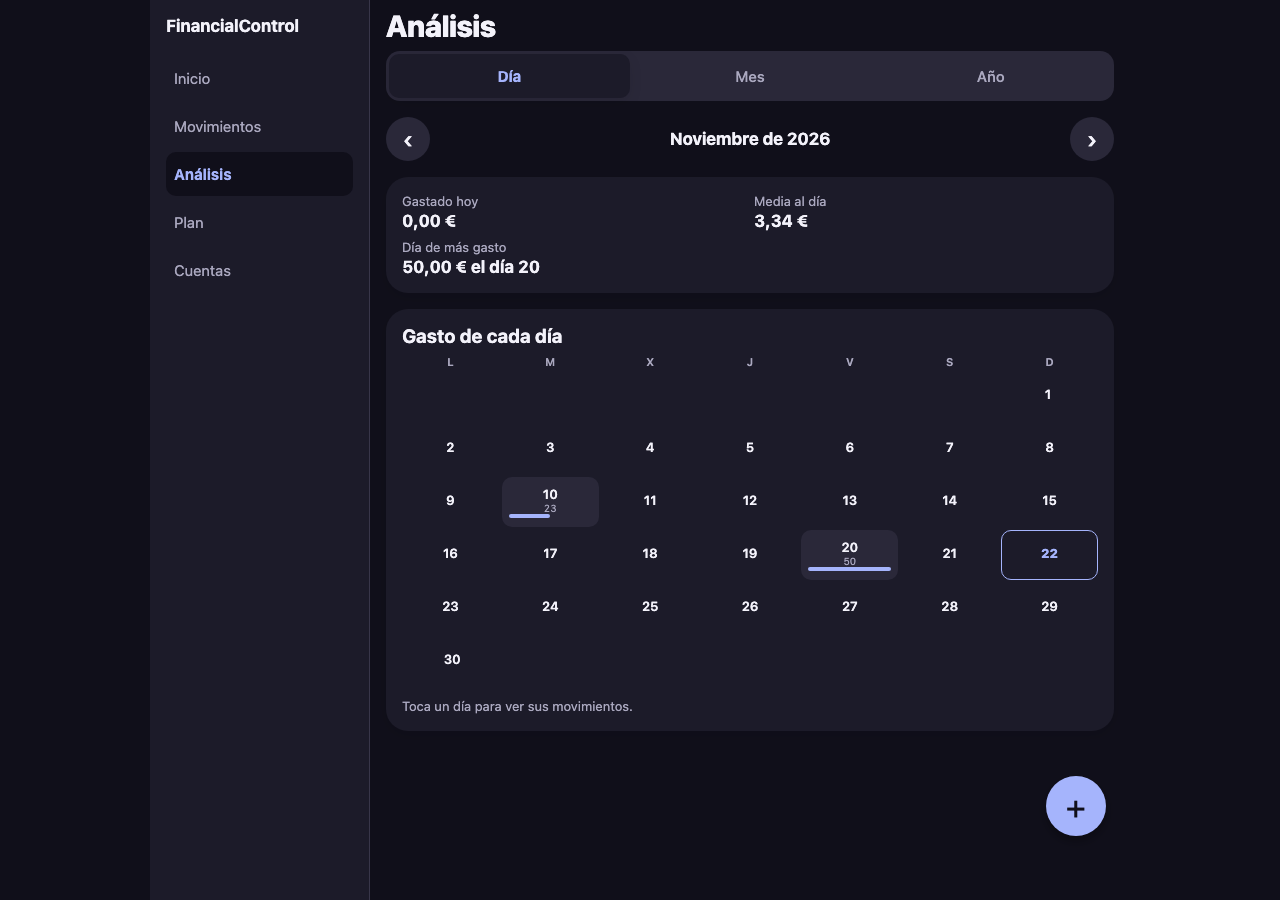 FinancialControl
Inicio
Movimientos
Análisis
Plan
Cuentas
Análisis
Día Mes Año
‹ Noviembre de 2026 ›
Gastado hoy Media al día
0,00 € 3,34 €
Día de más gasto
50,00 € el día 20
Gasto de cada día
L M X J V S D
1
2 3 4 5 6 7 8
9 10 11 12 13 14 15
23
16 17 18 19 20 21 22
50
23 24 25 26 27 28 29
30
Toca un día para ver sus movimientos.
+